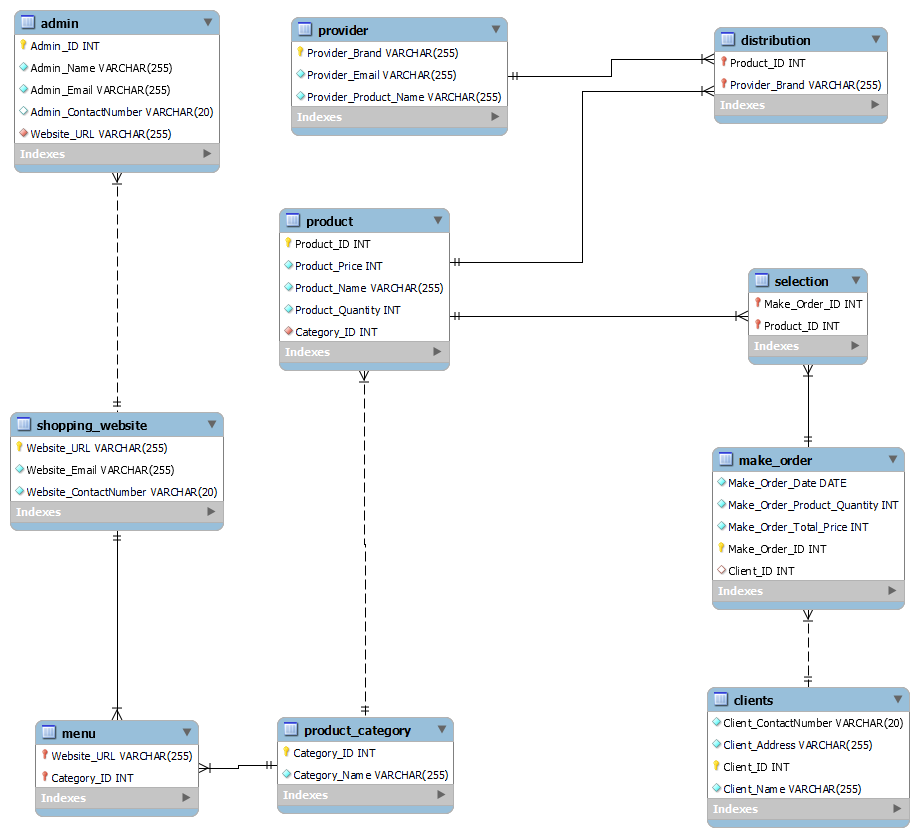 admin
Admin_ID INT
Admin_Name VARCHAR(255)
Admin_Email VARCHAR(255)
Admin_ContactNumber VARCHAR(20)
Website_URL VARCHAR(255)
Indexes
provider
Provider_Brand VARCHAR(255)
Provider_Email VARCHAR(255)
Provider_Product_Name VARCHAR(255)
Indexes
distribution
Product_ID INT
Provider_Brand VARCHAR(255)
Indexes
product
Product_ID INT
Product_Price INT
Product_Name VARCHAR(255)
Product_Quantity INT
Category_ID INT
Indexes
selection
Make_Order_ID INT
Product_ID INT
Indexes
shopping_website
Website_URL VARCHAR(255)
Website_Email VARCHAR(255)
Website_ContactNumber VARCHAR(20)
Indexes
make_order
Make_Order_Date DATE
Make_Order_Product_Quantity INT
Make_Order_Total_Price INT
Make_Order_ID INT
Client_ID INT
Indexes
menu
Website_URL VARCHAR(255)
Category_ID INT
Indexes
product_category
Category_ID INT
Category_Name VARCHAR(255)
Indexes
clients
Client_ContactNumber VARCHAR(20)
Client_Address VARCHAR(255)
Client_ID INT
Client_Name VARCHAR(255)
Indexes